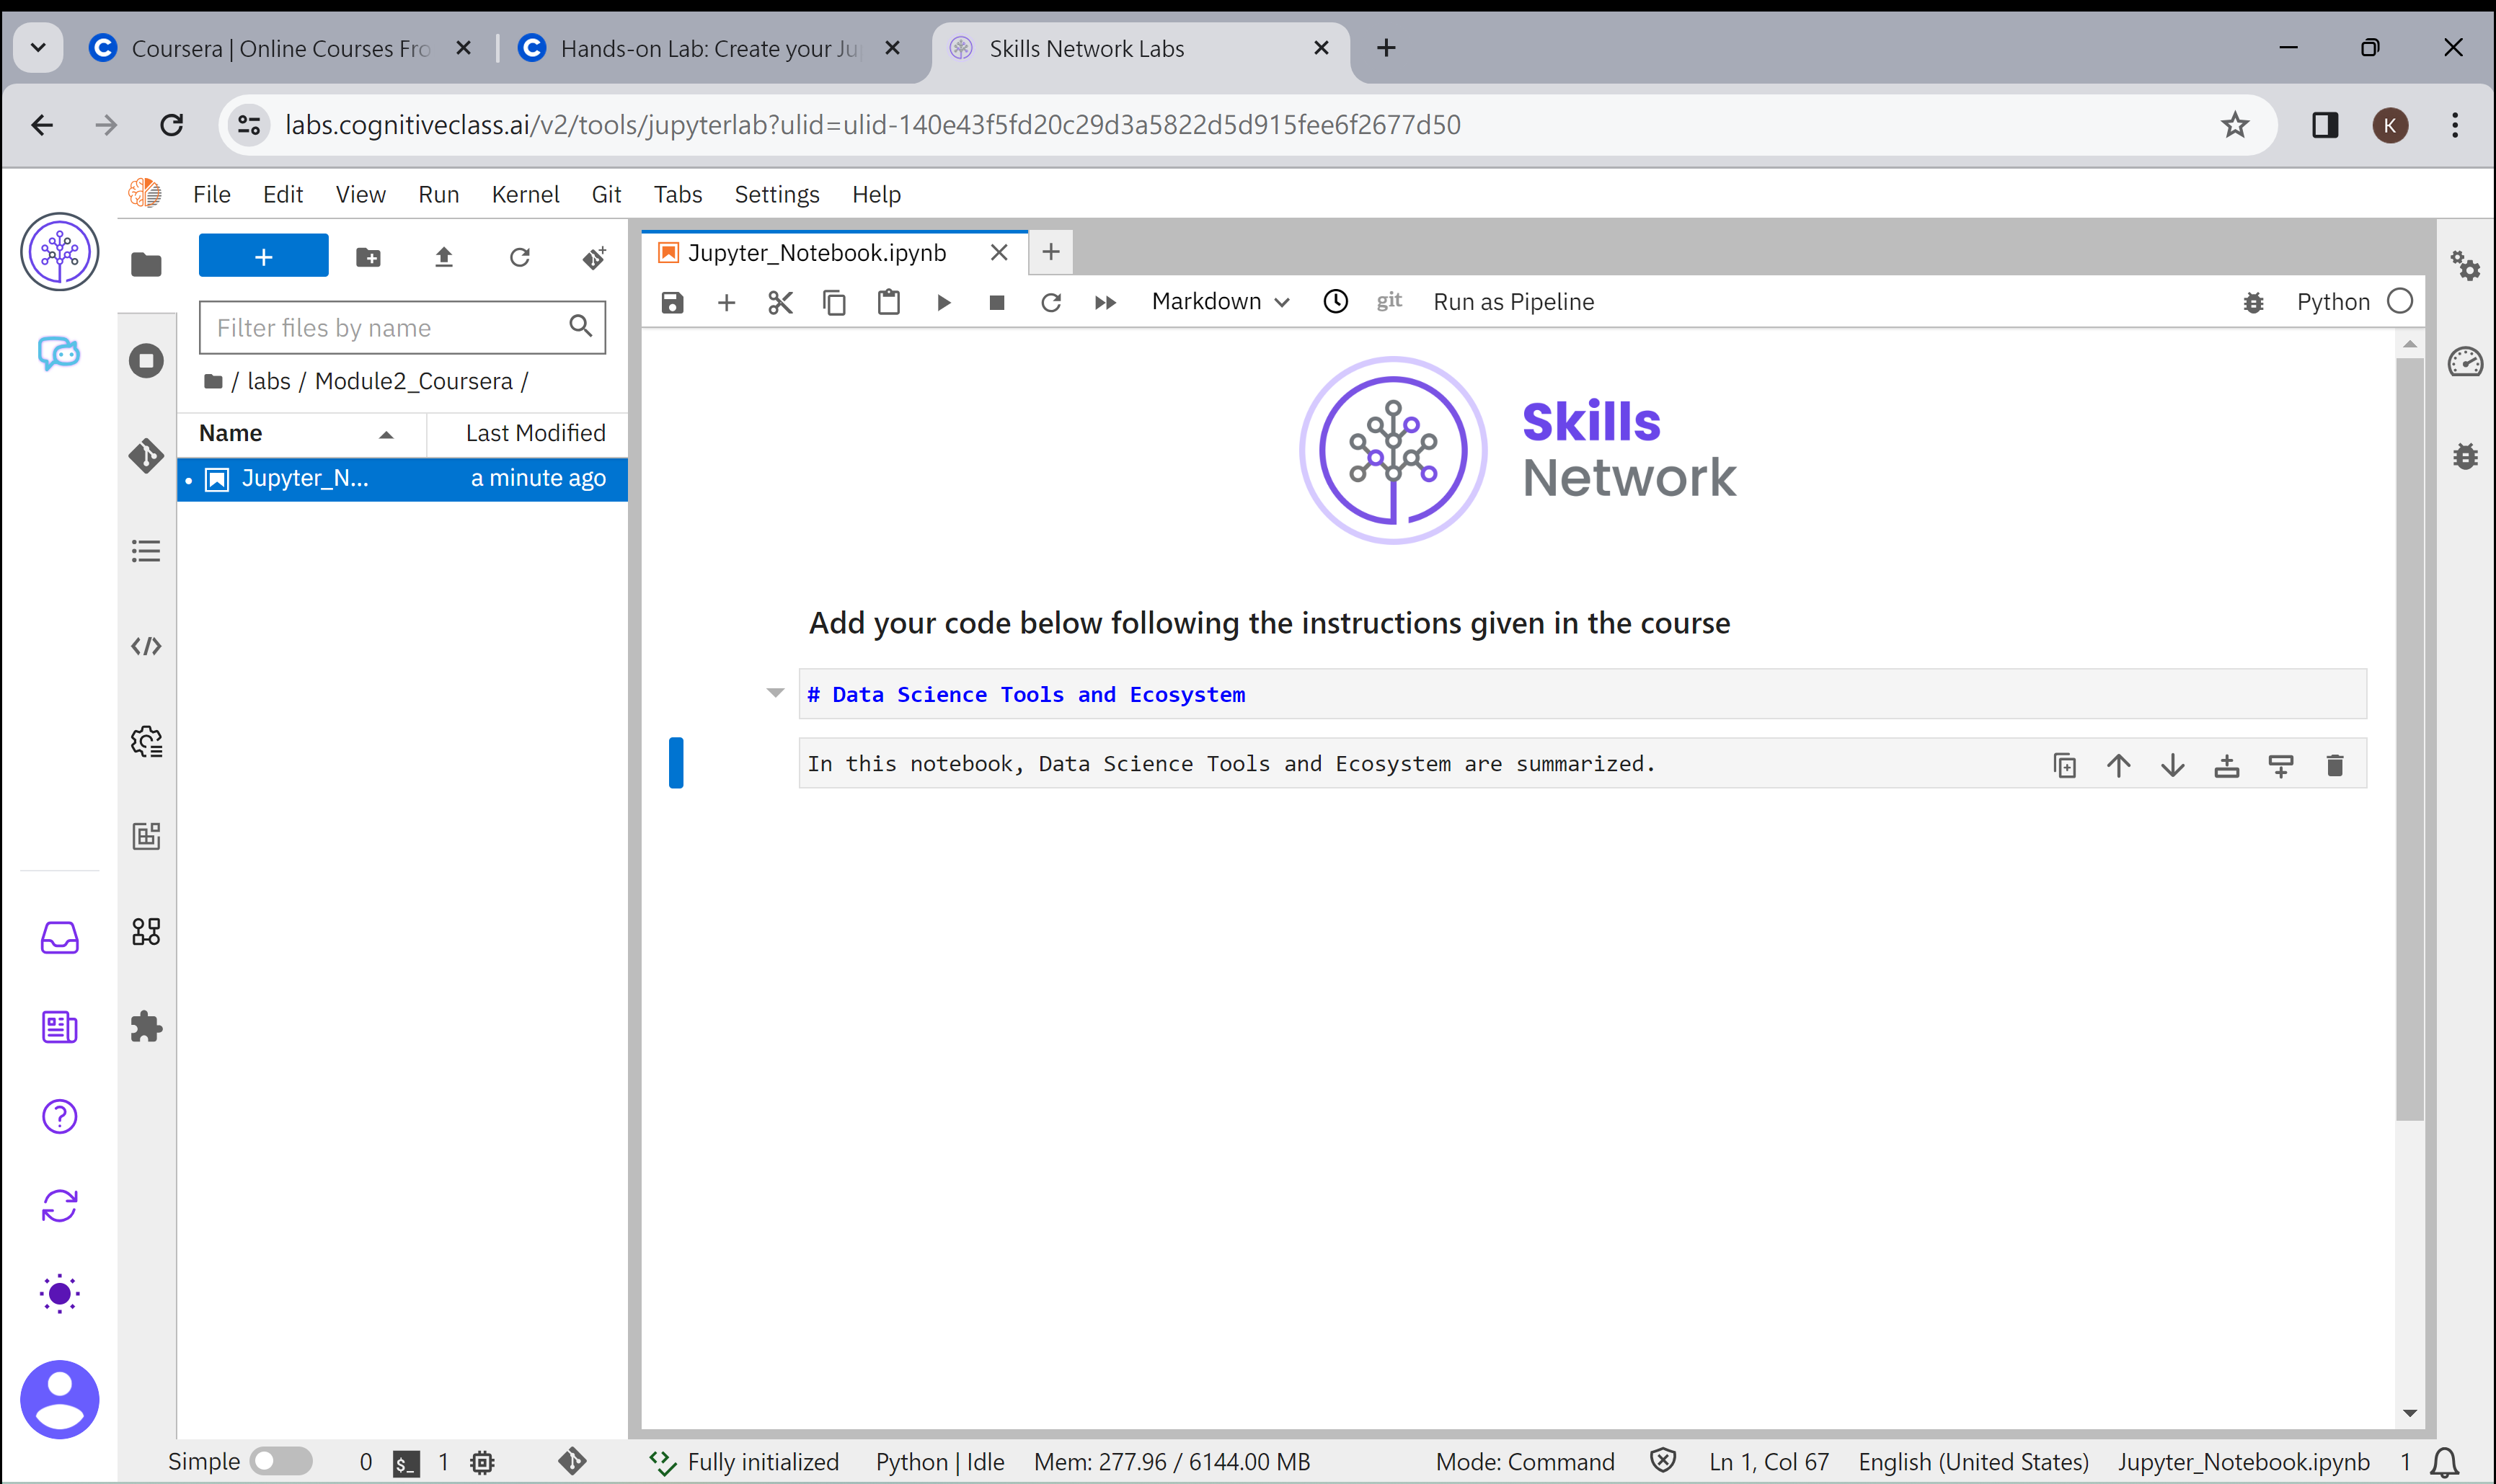 Coursera | Online Courses Fro
Hands-on Lab: Create your Ju
Skills Network Labs
labs.cognitiveclass.ai/v2/tools/jupyterlab?ulid=ulid-140e43f5fd20c29d3a5822d5d915fee6f2677d50
K
File Edit View Run Kernel Git Tabs Settings Help
Filter files by name
/ labs / Module2_Coursera /
Name Last Modified
Jupyter_N... a minute ago
Jupyter_Notebook.ipynb
Markdown git Run as Pipeline Python
Skills
Network
Add your code below following the instructions given in the course
# Data Science Tools and Ecosystem
In this notebook, Data Science Tools and Ecosystem are summarized.
Simple 0 $_ 1 Fully initialized Python | Idle Mem: 277.96 / 6144.00 MB Mode: Command Ln 1, Col 67 English (United States) Jupyter_Notebook.ipynb 1